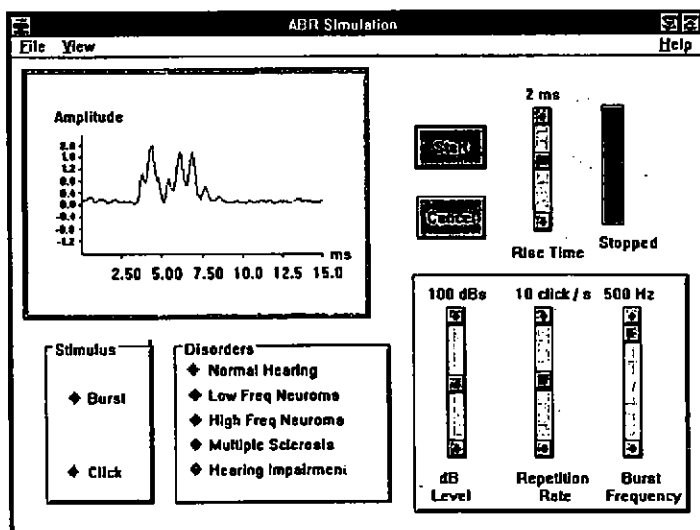 ABR Simulation
File View Help
Amplitude
2.0
1.6
1.2
0.8
0.4
0.0
-0.4
-0.8
-1.2
ms
2.50 5.00 7.50 10.0 12.5 15.0
Start
Cancel
2 ms
Rise Time
Stopped
Stimulus
Burst
Click
Disorders
Normal Hearing
Low Freq Neuroma
High Freq Neuroma
Multiple Sclerosis
Hearing Impairment
100 dBs 10 click / s 500 Hz
dB Level
Repetition Rate
Burst Frequency